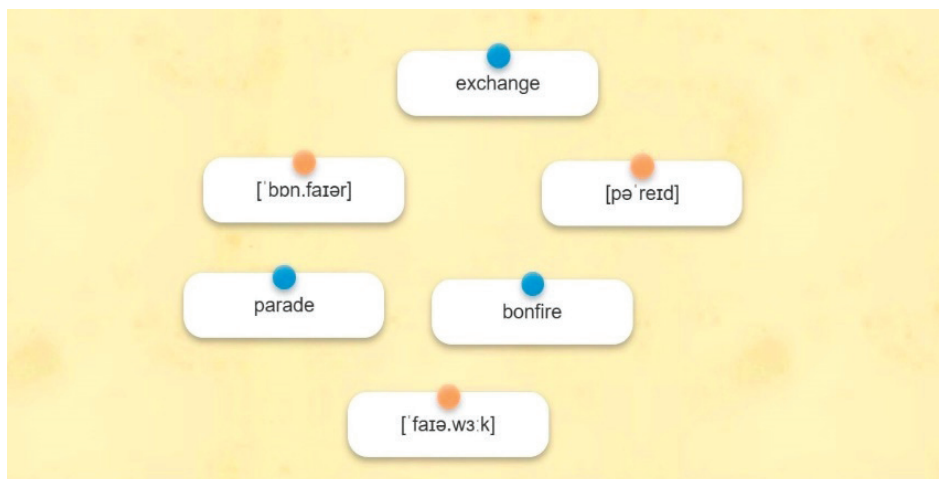 exchange
[ˈbɒn.faɪər]
[pəˈreɪd]
parade
bonfire
[ˈfaɪə.wɜːk]